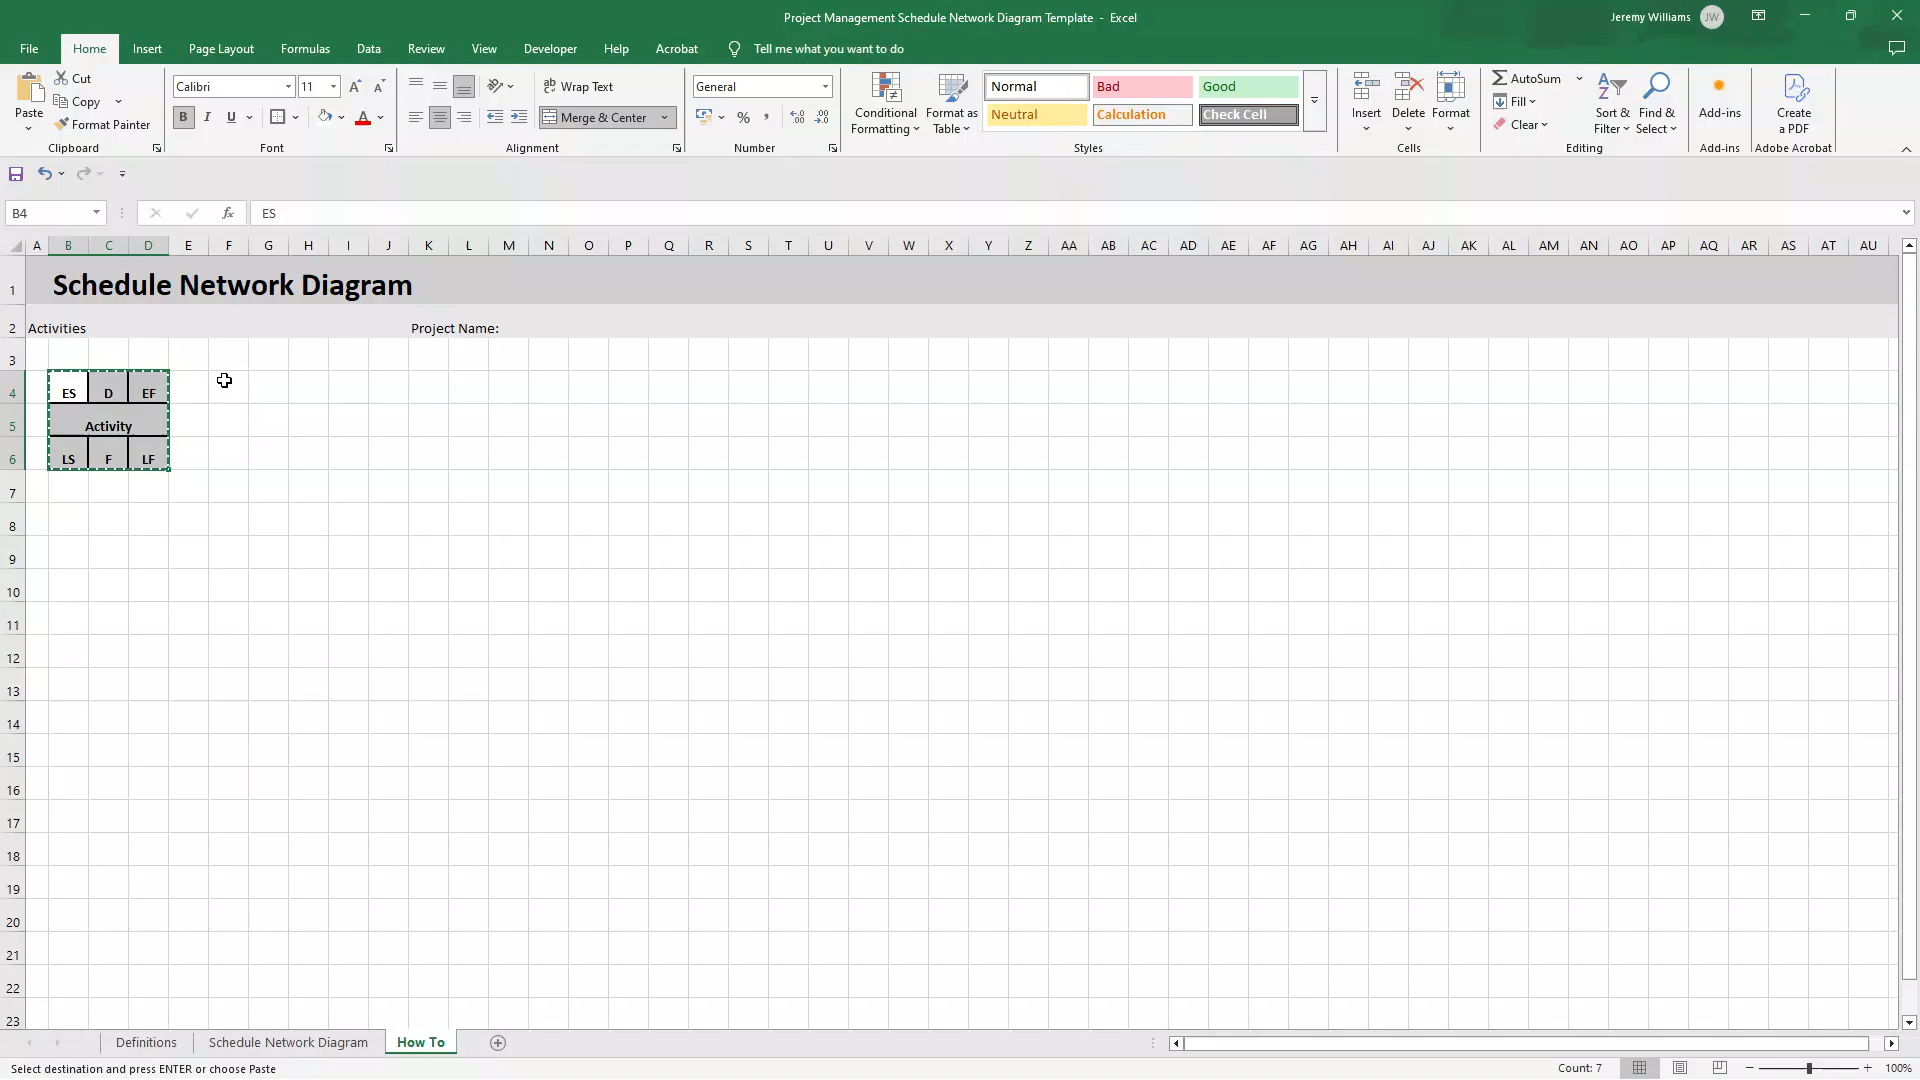 Project Management Schedule Network Diagram Template - Excel
Jeremy Williams JW
File Home Insert Page Layout Formulas Data Review View Developer Help Acrobat Tell me what you want to do
Paste
Cut
Copy
Format Painter
Clipboard
Calibri 11
B I U
Font
Wrap Text
Merge & Center
Alignment
General
Number
Conditional Formatting
Format as Table
Normal Bad Good
Neutral Calculation Check Cell
Styles
Insert Delete Format
Cells
AutoSum
Fill
Clear
Sort & Filter
Find & Select
Editing
Add-ins
Add-ins
Create a PDF
Adobe Acrobat
B4 fx ES
A B C D E F G H I J K L M N O P Q R S T U V W X Y Z AA AB AC AD AE AF AG AH AI AJ AK AL AM AN AO AP AQ AR AS AT AU
1 Schedule Network Diagram
2 Activities Project Name:
3
4 ES D EF
5 Activity
6 LS F LF
7
8
9
10
11
12
13
14
15
16
17
18
19
20
21
22
23
Definitions Schedule Network Diagram How To
Select destination and press ENTER or choose Paste Count: 7 100%